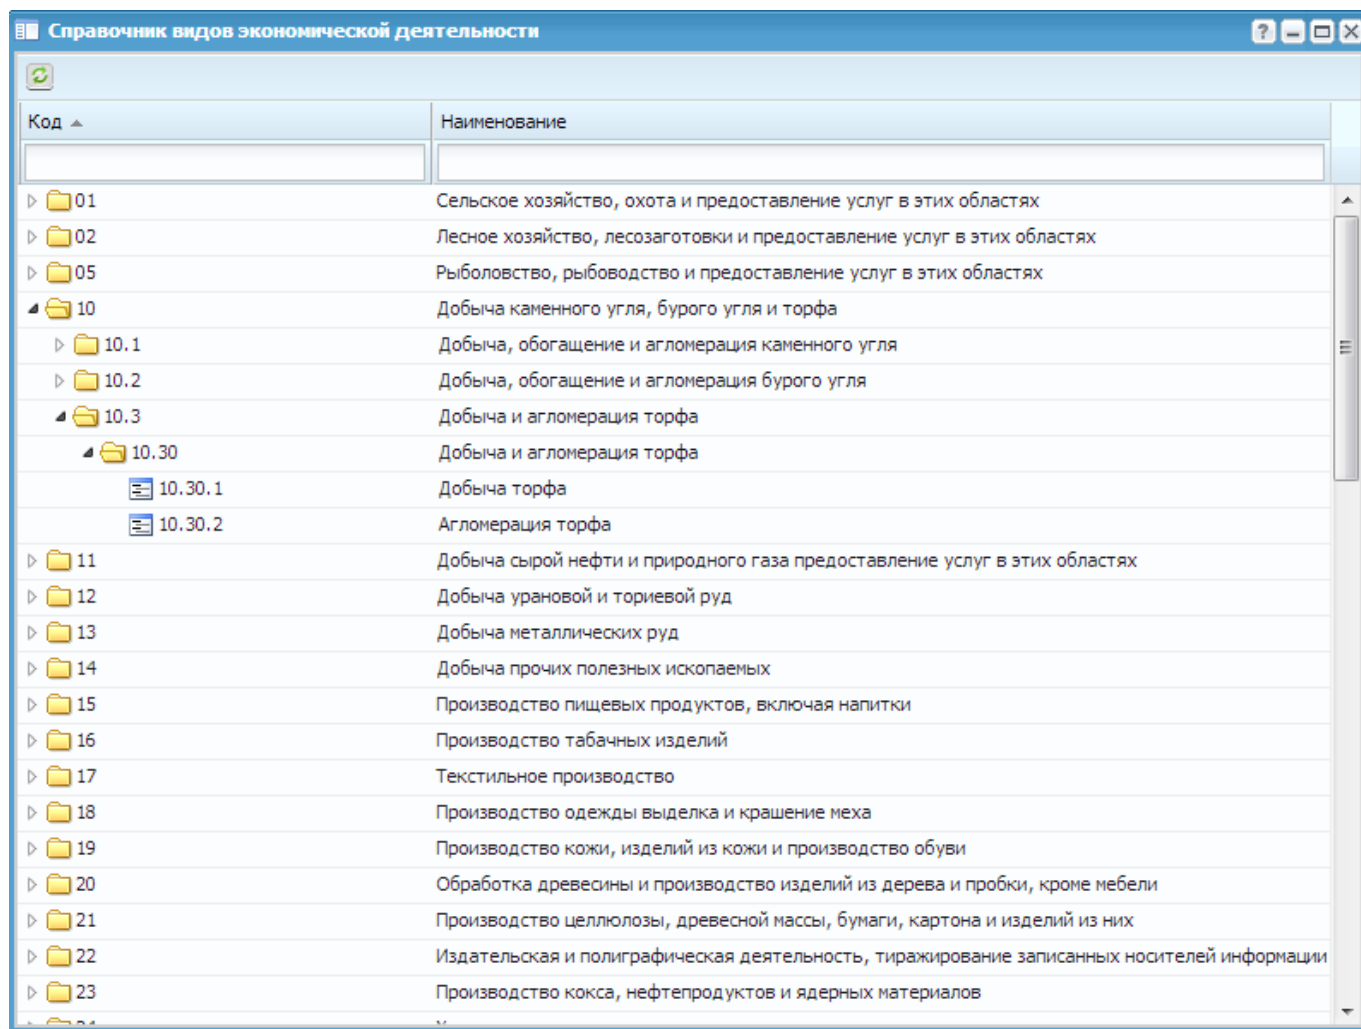 Справочник видов экономической деятельности
Код Наименование
01 Сельское хозяйство, охота и предоставление услуг в этих областях
02 Лесное хозяйство, лесозаготовки и предоставление услуг в этих областях
05 Рыболовство, рыбоводство и предоставление услуг в этих областях
10 Добыча каменного угля, бурого угля и торфа
10.1 Добыча, обогащение и агломерация каменного угля
10.2 Добыча, обогащение и агломерация бурого угля
10.3 Добыча и агломерация торфа
10.30 Добыча и агломерация торфа
10.30.1 Добыча торфа
10.30.2 Агломерация торфа
11 Добыча сырой нефти и природного газа предоставление услуг в этих областях
12 Добыча урановой и ториевой руд
13 Добыча металлических руд
14 Добыча прочих полезных ископаемых
15 Производство пищевых продуктов, включая напитки
16 Производство табачных изделий
17 Текстильное производство
18 Производство одежды выделка и крашение меха
19 Производство кожи, изделий из кожи и производство обуви
20 Обработка древесины и производство изделий из дерева и пробки, кроме мебели
21 Производство целлюлозы, древесной массы, бумаги, картона и изделий из них
22 Издательская и полиграфическая деятельность, тиражирование записанных носителей информации
23 Производство кокса, нефтепродуктов и ядерных материалов